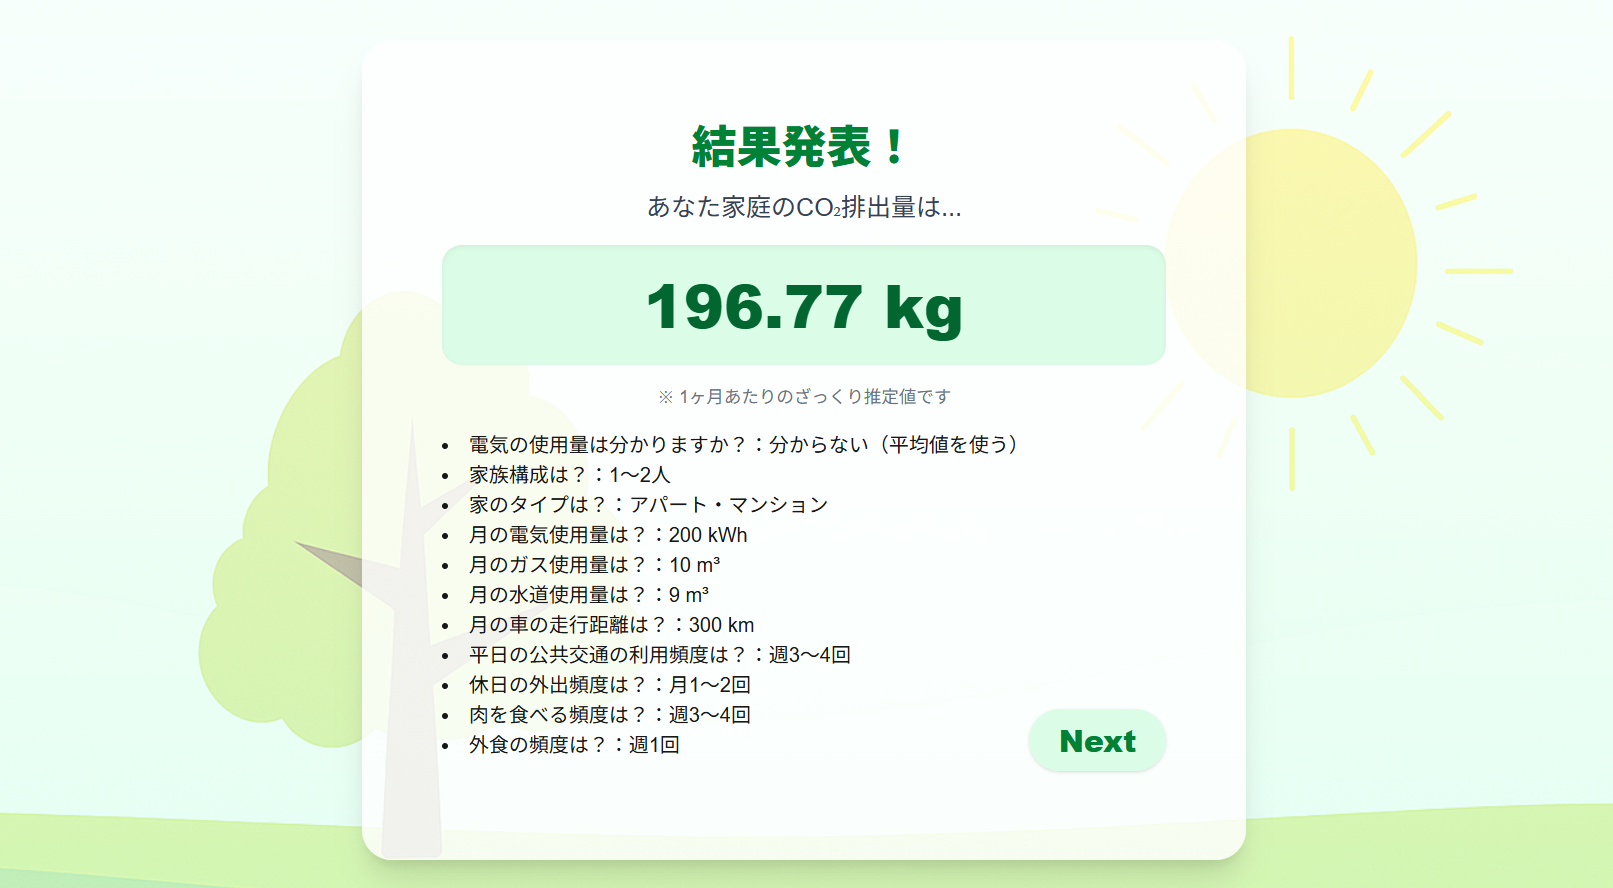 結果発表！
あなた家庭のCO₂排出量は...
196.77 kg
※ 1ヶ月あたりのざっくり推定値です
• 電気の使用量は分かりますか？：分からない（平均値を使う）
• 家族構成は？：1〜2人
• 家のタイプは？：アパート・マンション
• 月の電気使用量は？：200 kWh
• 月のガス使用量は？：10 m³
• 月の水道使用量は？：9 m³
• 月の車の走行距離は？：300 km
• 平日の公共交通の利用頻度は？：週3〜4回
• 休日の外出頻度は？：月1〜2回
• 肉を食べる頻度は？：週3〜4回
• 外食の頻度は？：週1回
Next